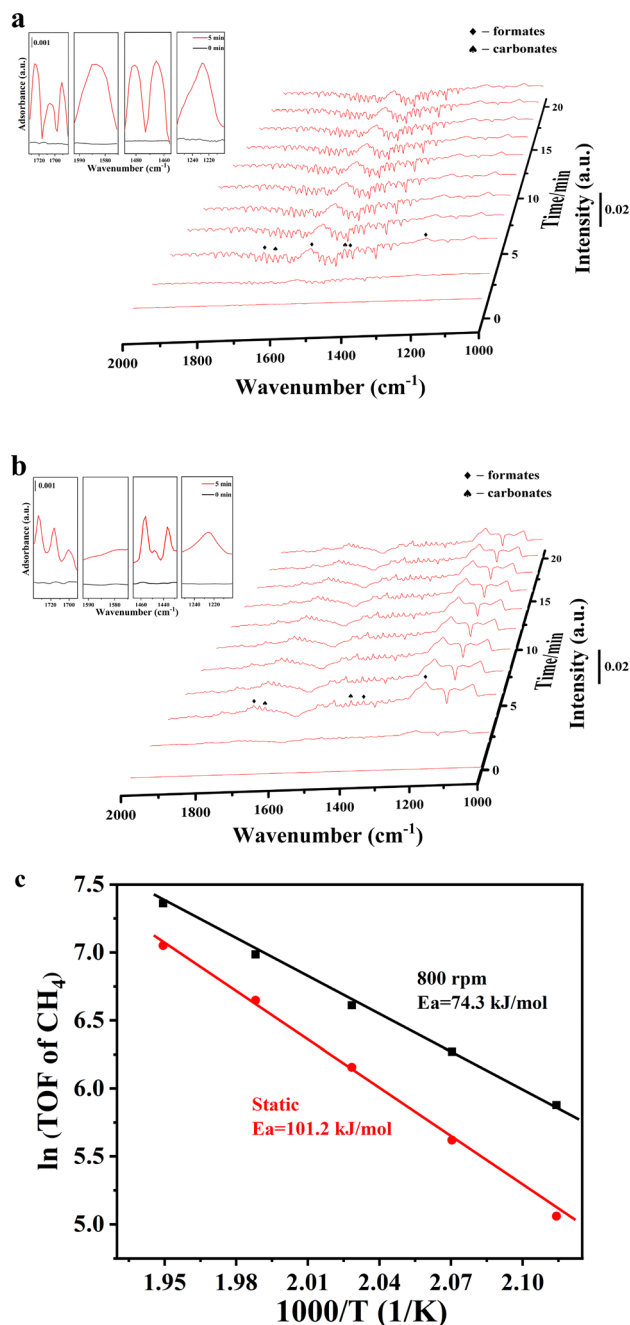 a
0.001
5 min
0 min
Adsorbance (a.u.)
1720 1700 1590 1580 1480 1460 1240 1220
Wavenumber (cm-1)
♦ – formates
♠ – carbonates
20
15
10
5
0
Time/min
Intensity (a.u.)
0.02
2000 1800 1600 1400 1200 1000
Wavenumber (cm-1)
b
0.001
5 min
0 min
Adsorbance (a.u.)
1720 1700 1590 1580 1460 1440 1240 1220
Wavenumber (cm-1)
♦ – formates
♠ – carbonates
20
15
10
5
0
Time/min
Intensity (a.u.)
0.02
2000 1800 1600 1400 1200 1000
Wavenumber (cm-1)
c
7.5
7.0
6.5
6.0
5.5
5.0
ln (TOF of CH4)
800 rpm
Ea=74.3 kJ/mol
Static
Ea=101.2 kJ/mol
1.95 1.98 2.01 2.04 2.07 2.10
1000/T (1/K)